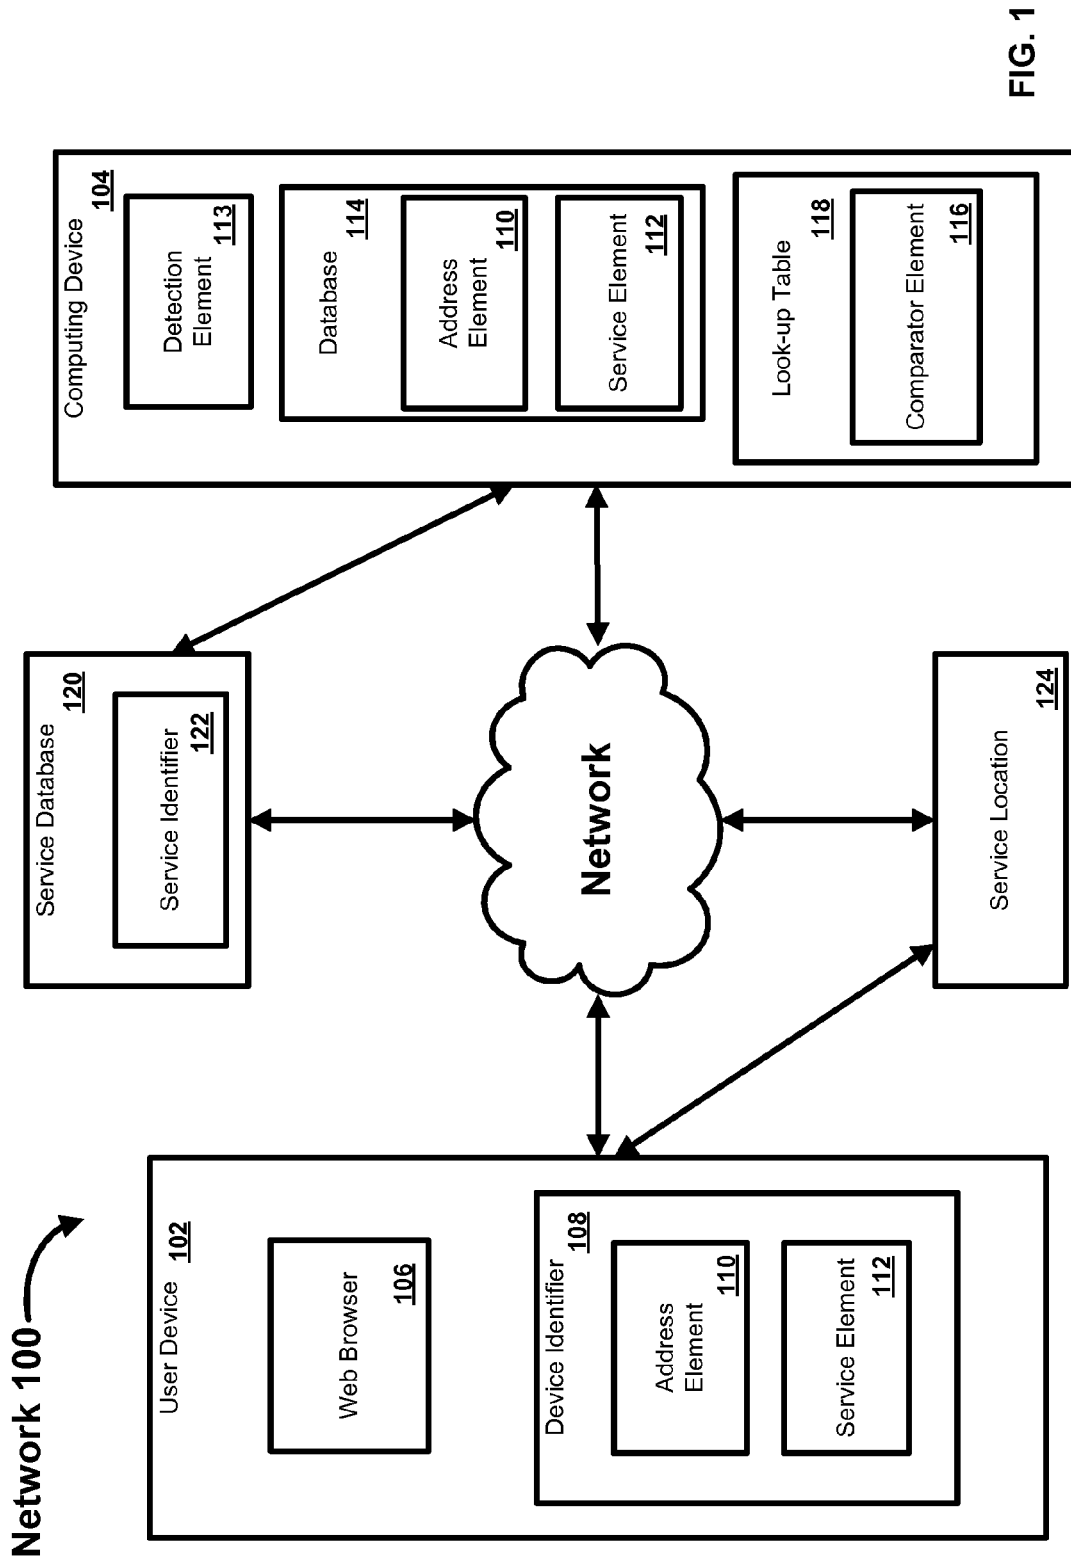 Network 100
User Device 102
Web Browser
106
Device Identifier 108
Address
Element
110
Service Element
112
Service Database 120
Service Identifier
122
Network
Service Location
124
Computing Device 104
Detection
Element
113
Database 114
Address
Element
110
Service Element
112
Look-up Table 118
Comparator Element
116
FIG. 1